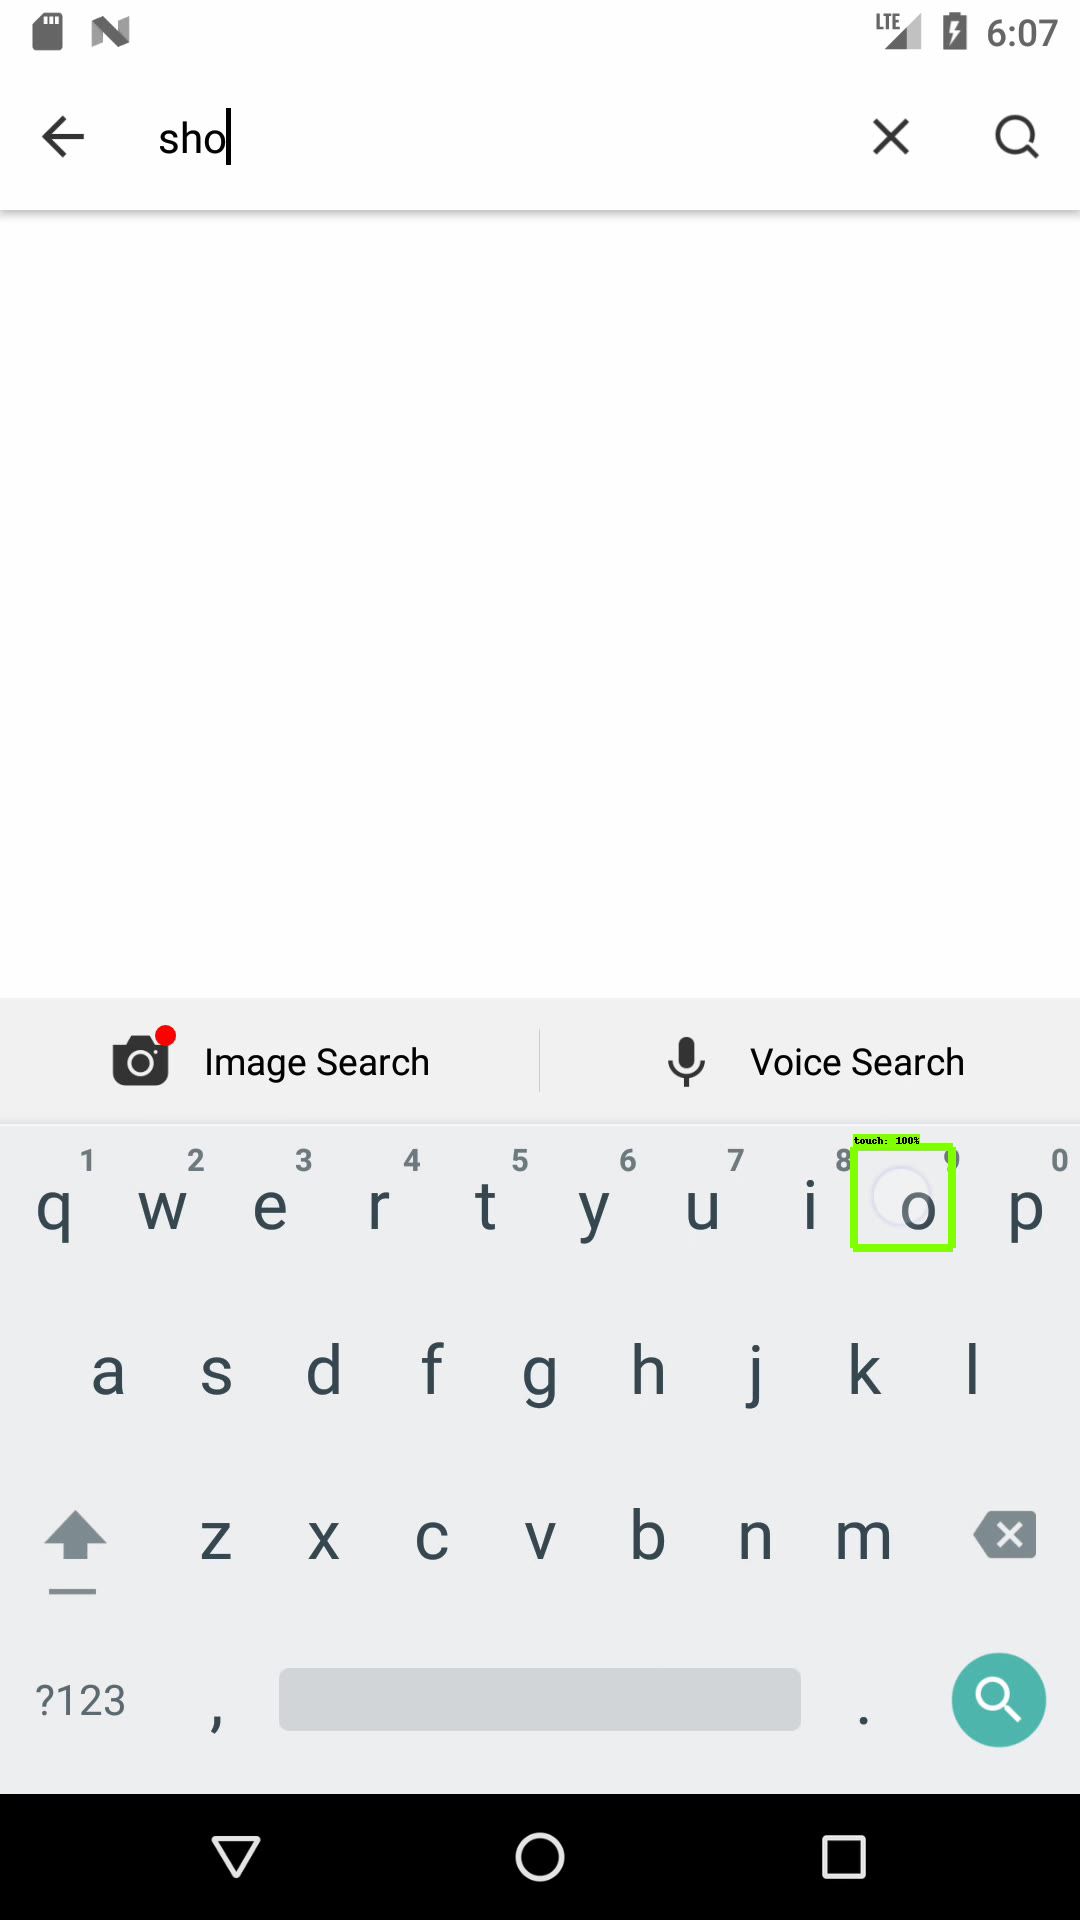 LTE 6:07
sho
Image Search Voice Search
touch: 100%
1 2 3 4 5 6 7 8 9 0
q w e r t y u i o p
a s d f g h j k l
z x c v b n m
?123 , .